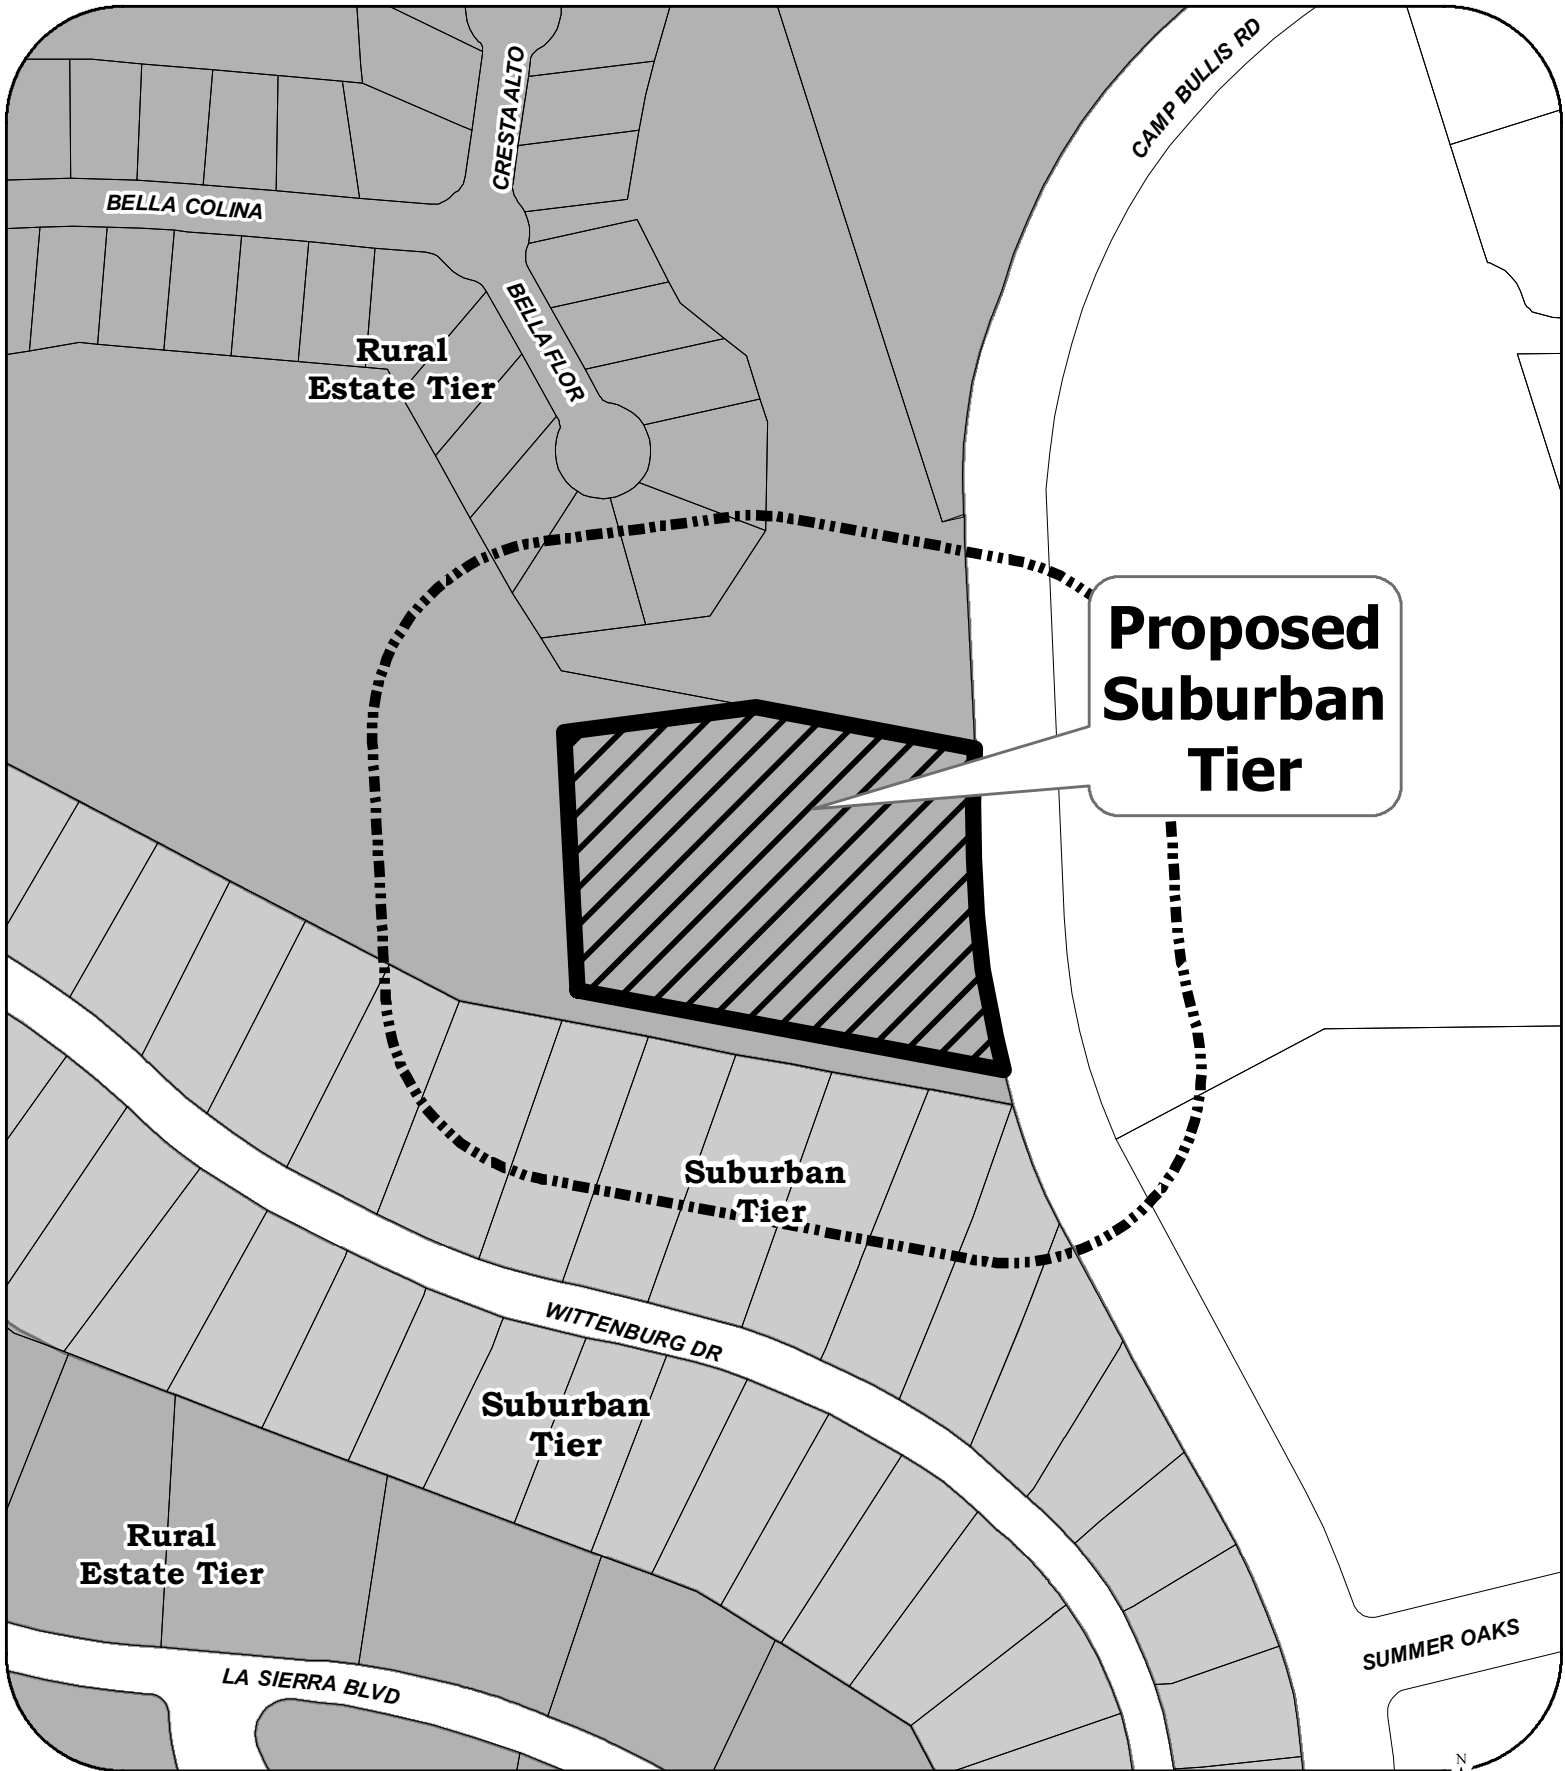 CAMP BULLIS RD
CRESTA ALTO
BELLA COLINA
BELLA FLOR
Rural
Estate Tier
Proposed
Suburban
Tier
Suburban
Tier
WITTENBURG DR
Suburban
Tier
Rural
Estate Tier
SUMMER OAKS
LA SIERRA BLVD
N